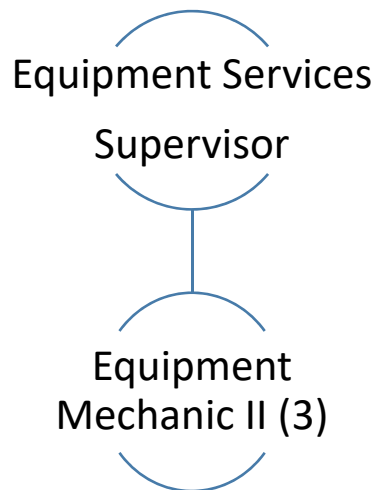 Equipment Services
Supervisor
Equipment
Mechanic II (3)